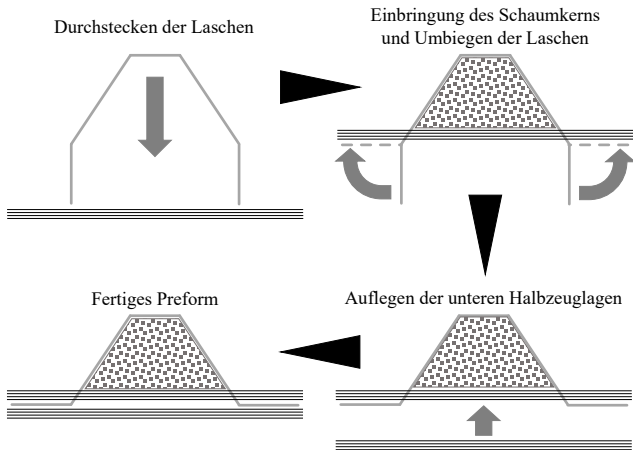 Durchstecken der Laschen
Einbringung des Schaumkerns
und Umbiegen der Laschen
Fertiges Preform
Auflegen der unteren Halbzeuglagen